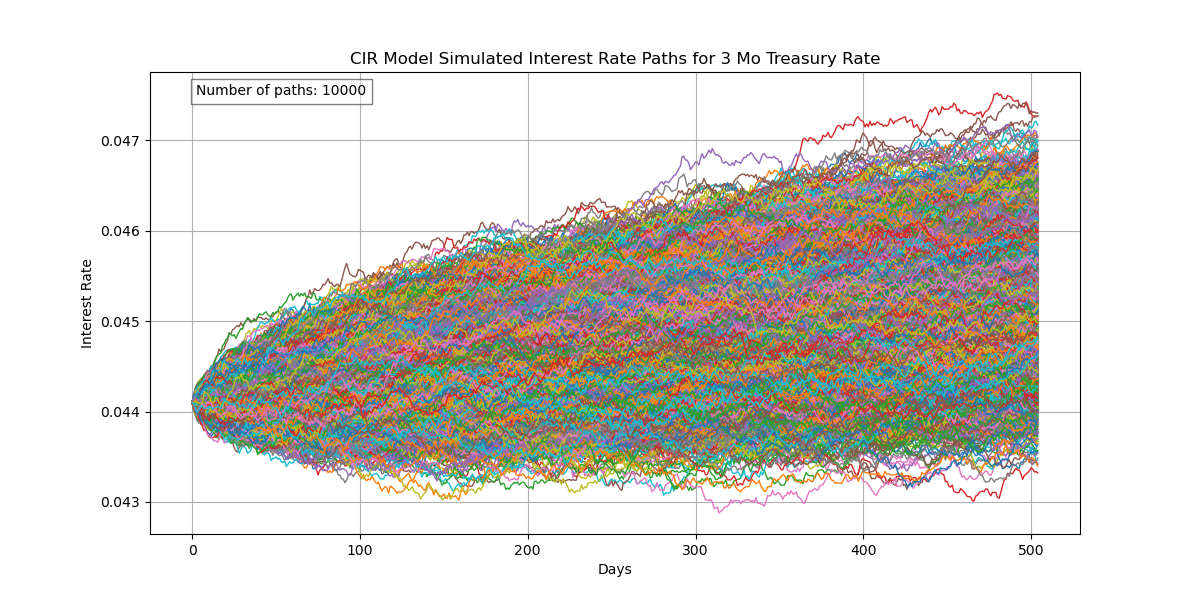 CIR Model Simulated Interest Rate Paths for 3 Mo Treasury Rate
Number of paths: 10000
Interest Rate
0.047
0.046
0.045
0.044
0.043
0 100 200 300 400 500
Days